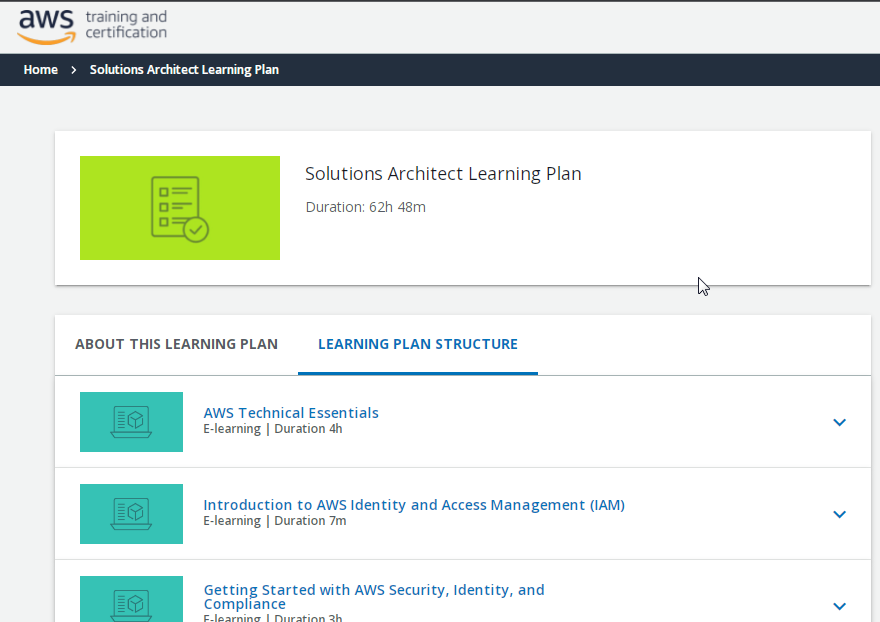 aws training and
certification
Home > Solutions Architect Learning Plan
Solutions Architect Learning Plan
Duration: 62h 48m
ABOUT THIS LEARNING PLAN
LEARNING PLAN STRUCTURE
AWS Technical Essentials
E-learning | Duration 4h
Introduction to AWS Identity and Access Management (IAM)
E-learning | Duration 7m
Getting Started with AWS Security, Identity, and
Compliance
E-learning | Duration 3h